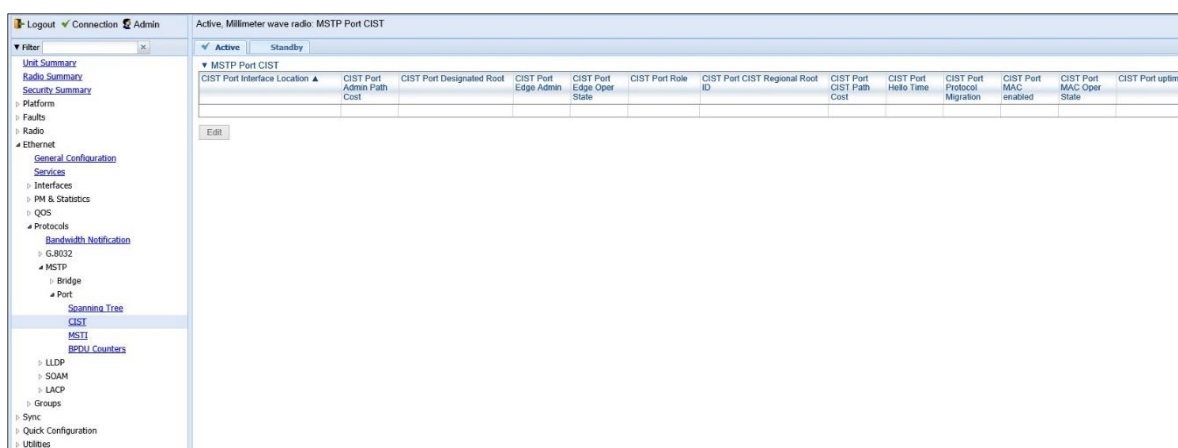 Logout Connection Admin
Active, Millimeter wave radio: MSTP Port CIST
Filter
Active Standby
Unit Summary
Radio Summary
Security Summary
Platform
Faults
Radio
Ethernet
General Configuration
Services
Interfaces
PM & Statistics
QOS
Protocols
Bandwidth Notification
G.8032
MSTP
Bridge
Port
Spanning Tree
CIST
MSTI
BPDU Counters
LLDP
SOAM
LACP
Groups
Sync
Quick Configuration
Utilities
MSTP Port CIST
CIST Port Interface Location ▲
CIST Port
Admin Path
Cost
CIST Port Designated Root
CIST Port
Edge Admin
CIST Port
Edge Oper
State
CIST Port Role
CIST Port CIST Regional Root
ID
CIST Port
CIST Path
Cost
CIST Port
Hello Time
CIST Port
Protocol
Migration
CIST Port
MAC
enabled
CIST Port
MAC Oper
State
CIST Port uptim
Edit